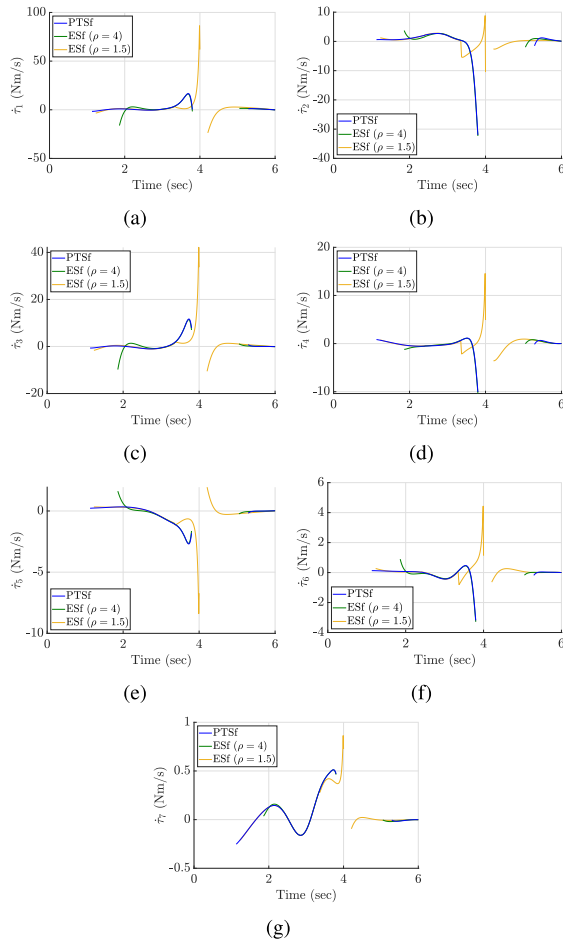 100
50
0
-50
τ̇₁ (Nm/s)
PTSf
ESf (ρ = 4)
ESf (ρ = 1.5)
0 2 4 6
Time (sec)
(a)
10
0
-10
-20
-30
-40
τ̇₂ (Nm/s)
PTSf
ESf (ρ = 4)
ESf (ρ = 1.5)
0 2 4 6
Time (sec)
(b)
40
20
0
-20
τ̇₃ (Nm/s)
PTSf
ESf (ρ = 4)
ESf (ρ = 1.5)
0 2 4 6
Time (sec)
(c)
20
10
0
-10
τ̇₄ (Nm/s)
PTSf
ESf (ρ = 4)
ESf (ρ = 1.5)
0 2 4 6
Time (sec)
(d)
5
0
-5
-10
τ̇₅ (Nm/s)
PTSf
ESf (ρ = 4)
ESf (ρ = 1.5)
0 2 4 6
Time (sec)
(e)
6
4
2
0
-2
-4
τ̇₆ (Nm/s)
PTSf
ESf (ρ = 4)
ESf (ρ = 1.5)
0 2 4 6
Time (sec)
(f)
1
0.5
0
-0.5
τ̇₇ (Nm/s)
PTSf
ESf (ρ = 4)
ESf (ρ = 1.5)
0 2 4 6
Time (sec)
(g)